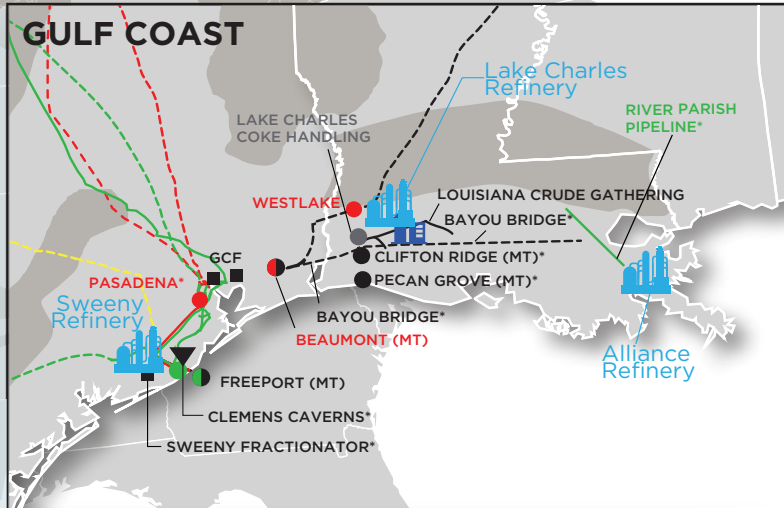 GULF COAST
Lake Charles
Refinery
LAKE CHARLES
COKE HANDLING
RIVER PARISH
PIPELINE*
WESTLAKE
LOUISIANA CRUDE GATHERING
BAYOU BRIDGE*
GCF
CLIFTON RIDGE (MT)*
PASADENA*
PECAN GROVE (MT)*
Sweeny
Refinery
BAYOU BRIDGE*
BEAUMONT (MT)
Alliance
Refinery
FREEPORT (MT)
CLEMENS CAVERNS*
SWEENY FRACTIONATOR*